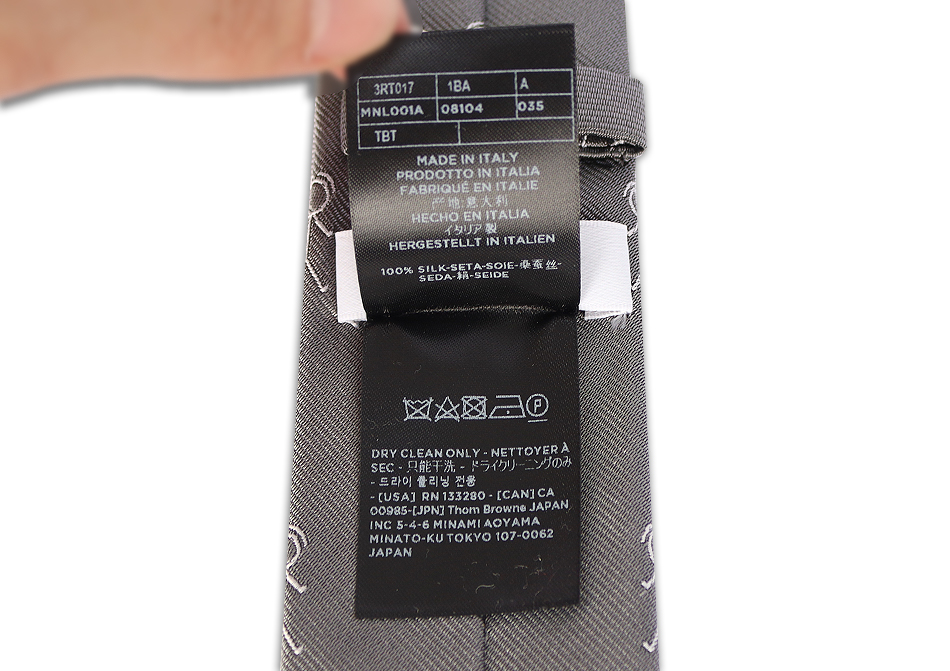 3RT017 1BA A
MNL001A 08104 035
TBT
MADE IN ITALY
PRODOTTO IN ITALIA
FABRIQUÉ EN ITALIE
产地:意大利
HECHO EN ITALIA
イタリア製
HERGESTELLT IN ITALIEN
100% SILK-SETA-SOIE-桑蚕丝-
SEDA-絹-SEIDE
P
DRY CLEAN ONLY - NETTOYER À
SEC - 只能干洗 - ドライクリーニングのみ
- 드라이 클리닝 전용
- [USA] RN 133280 - [CAN] CA
00985-[JPN] Thom Browne JAPAN
INC 5-4-6 MINAMI AOYAMA
MINATO-KU TOKYO 107-0062
JAPAN